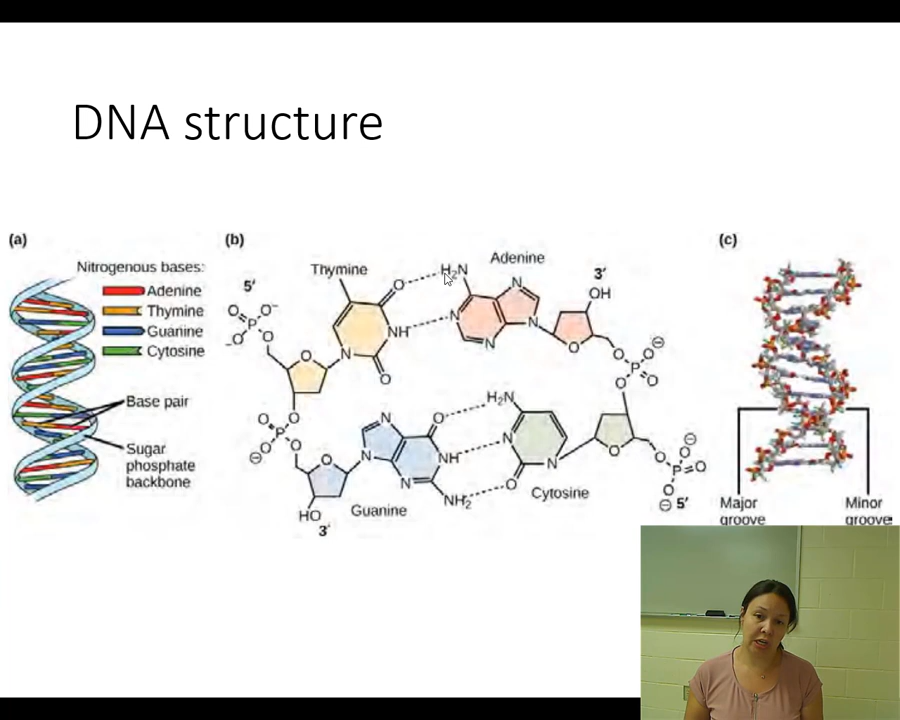 DNA structure
(a)
Nitrogenous bases:
Adenine
Thymine
Guanine
Cytosine
Base pair
Sugar
phosphate
backbone
(b)
5'
Thymine
Adenine
3'
OH
H₂N
O
N
N
NH
N
N
O
N
O
O
O⁻
P
⁻O
O
O
O
P
O
O
O
O
P
O
O
H₂N
N
O
N
NH
N
N
N
NH₂
O
O
O
O
P
O
O
HO
Guanine
Cytosine
3'
5'
(c)
Major
groove
Minor
groove